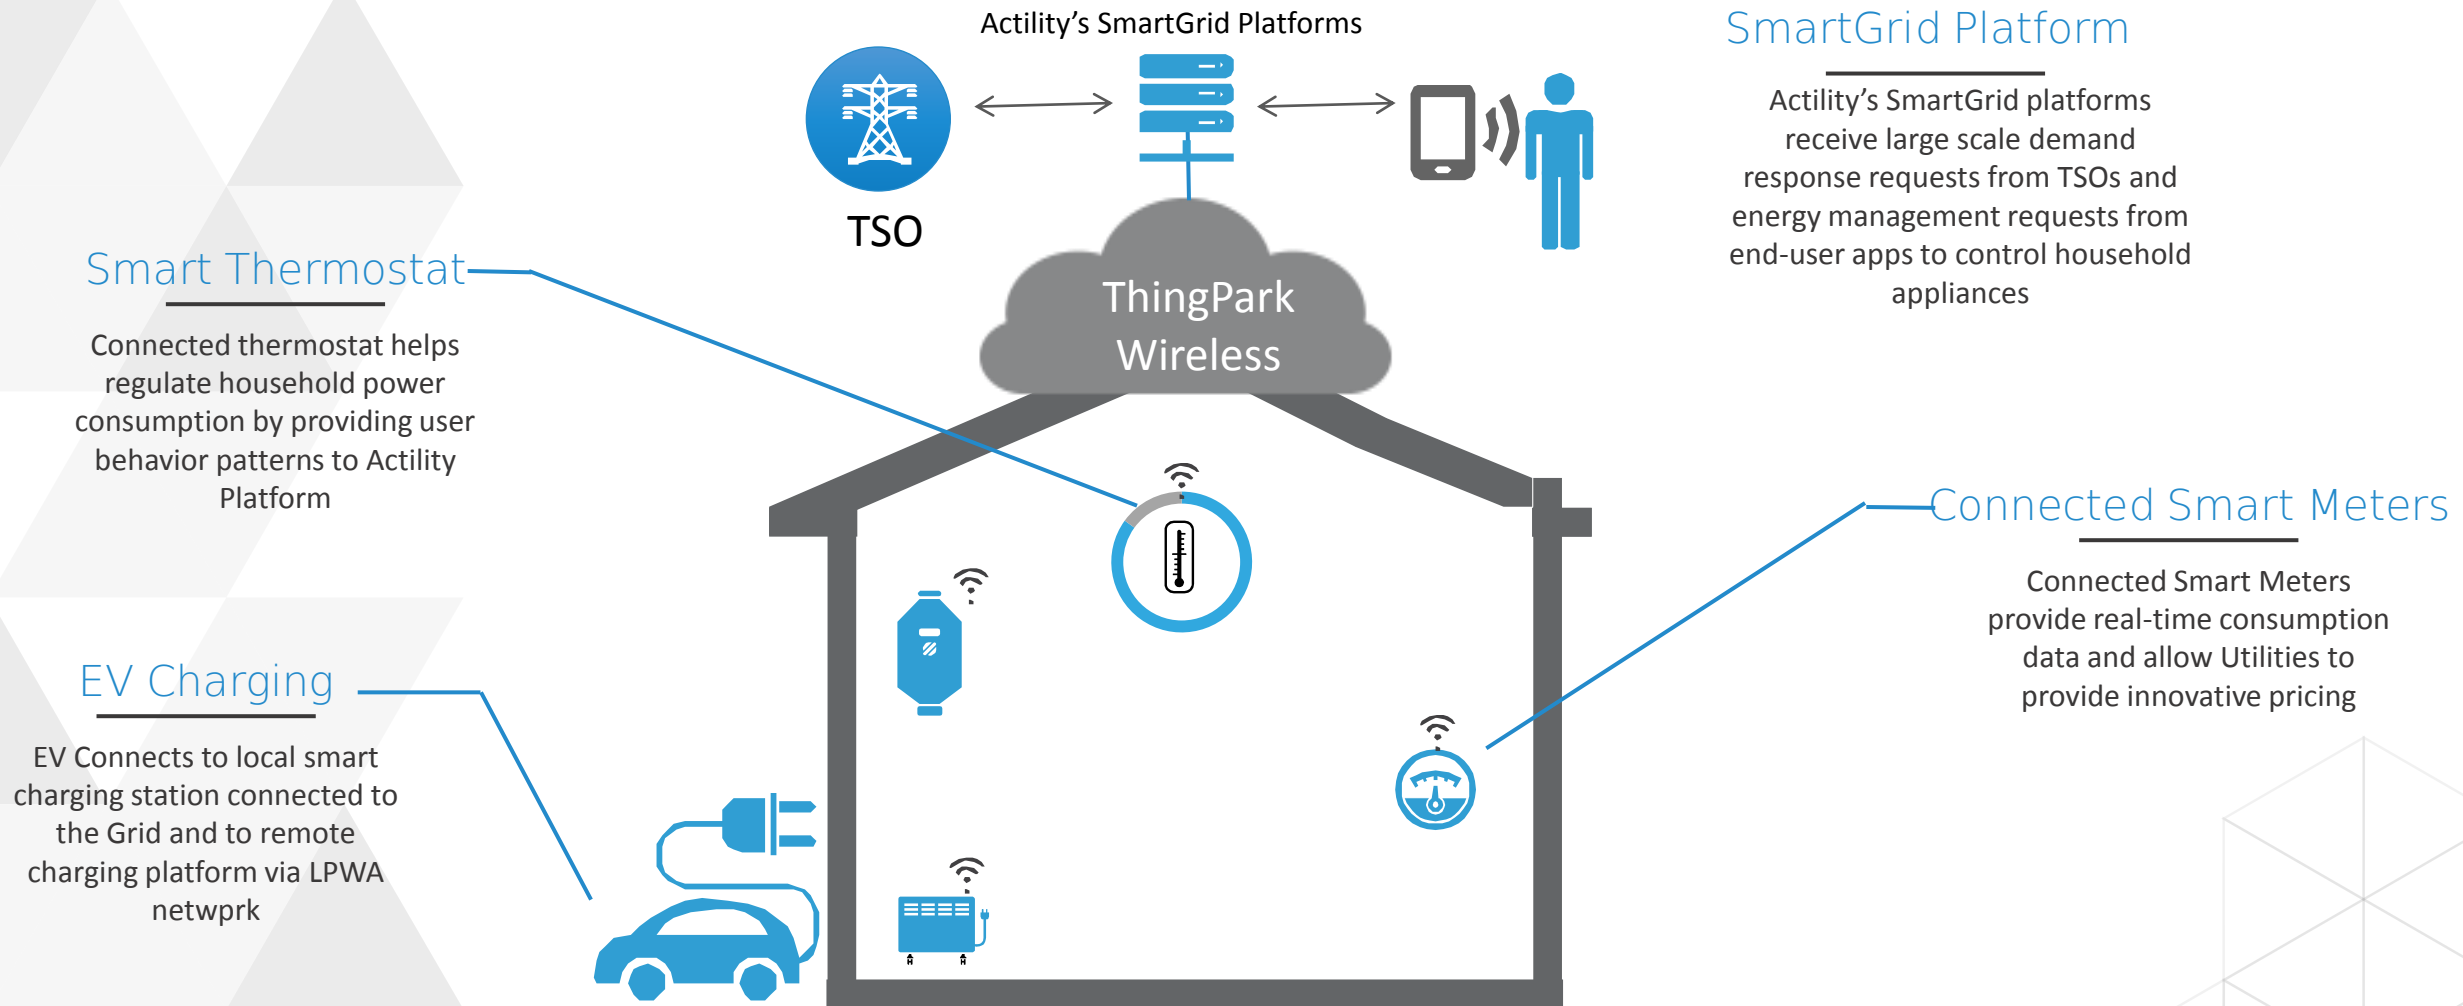 Actility’s SmartGrid Platforms
TSO
ThingPark
Wireless
SmartGrid Platform
Actility’s SmartGrid platforms
receive large scale demand
response requests from TSOs and
energy management requests from
end-user apps to control household
appliances
Smart Thermostat
Connected thermostat helps
regulate household power
consumption by providing user
behavior patterns to Actility
Platform
Connected Smart Meters
Connected Smart Meters
provide real-time consumption
data and allow Utilities to
provide innovative pricing
EV Charging
EV Connects to local smart
charging station connected to
the Grid and to remote
charging platform via LPWA
netwprk